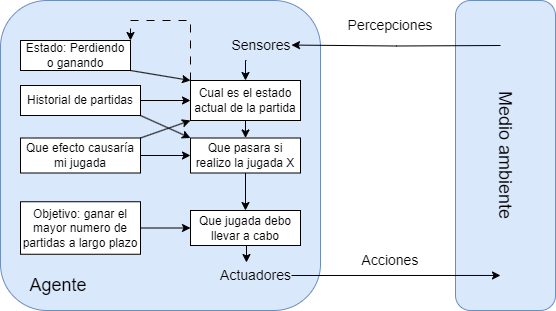 Percepciones
Sensores
Estado: Perdiendo
o ganando
Cual es el estado
actual de la partida
Historial de partidas
Que efecto causaría
mi jugada
Que pasara si
realizo la jugada X
Objetivo: ganar el
mayor numero de
partidas a largo plazo
Que jugada debo
llevar a cabo
Actuadores
Acciones
Agente
Medio ambiente